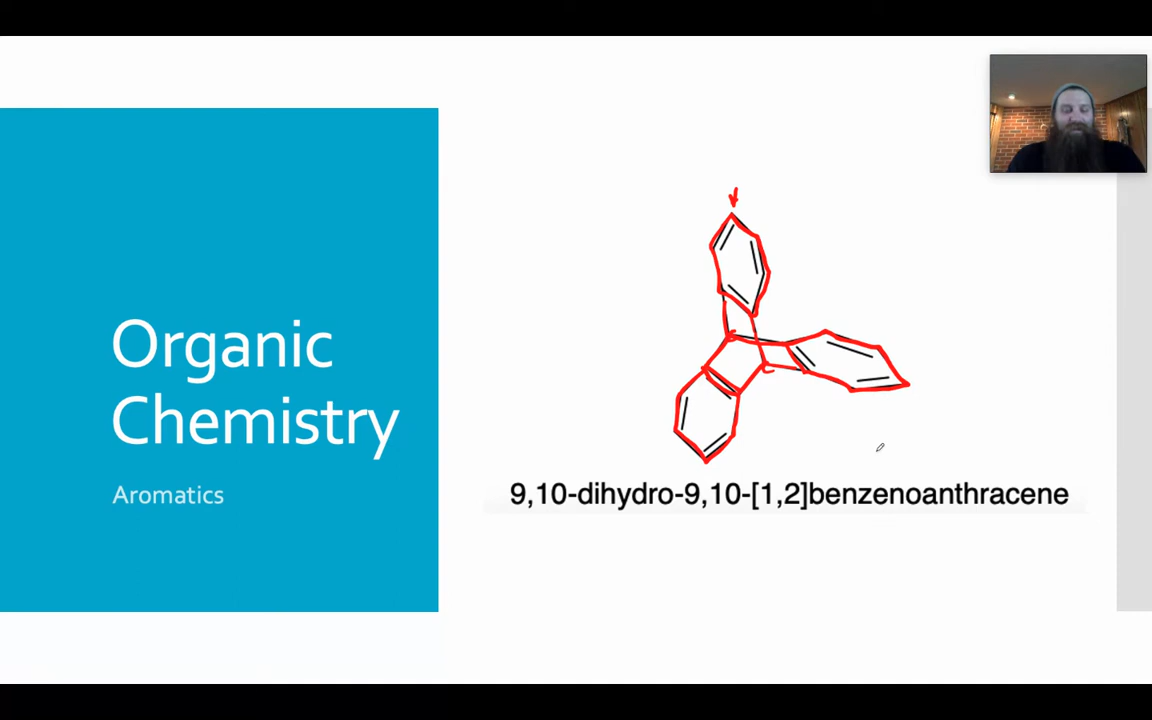 Organic
Chemistry
Aromatics
C
C
9,10-dihydro-9,10-[1,2]benzenoanthracene